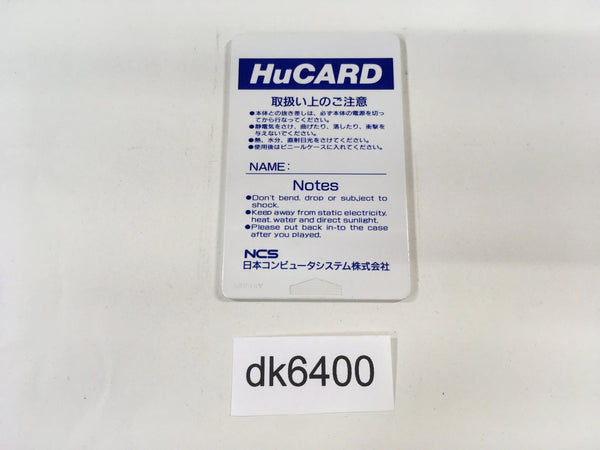 HuCARD
取扱い上のご注意
●本体との抜き差しは、必ず本体の電源を切っ
てから行なってください。
●静電気をさけ、曲げたり、落したり、衝撃を
与えないでください。
●熱、水分、直射日光をさけてください。
●使用後はビニールケースに入れてください。
NAME:
Notes
●Don't bend, drop or subject to
shock.
●Keep away from static electricity,
heat, water and direct sunlight.
●Please put back in-to the case
after you played.
NCS
日本コンピュータシステム株式会社
dk6400